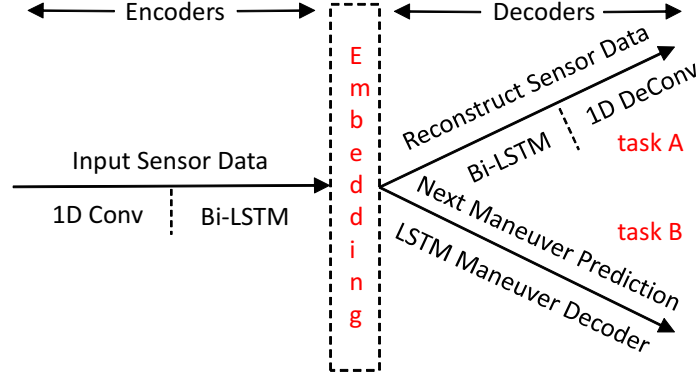 Encoders
Decoders
Embedding
Input Sensor Data
1D Conv
Bi-LSTM
Reconstruct Sensor Data
Bi-LSTM
1D DeConv
task A
Next Maneuver Prediction
LSTM Maneuver Decoder
task B